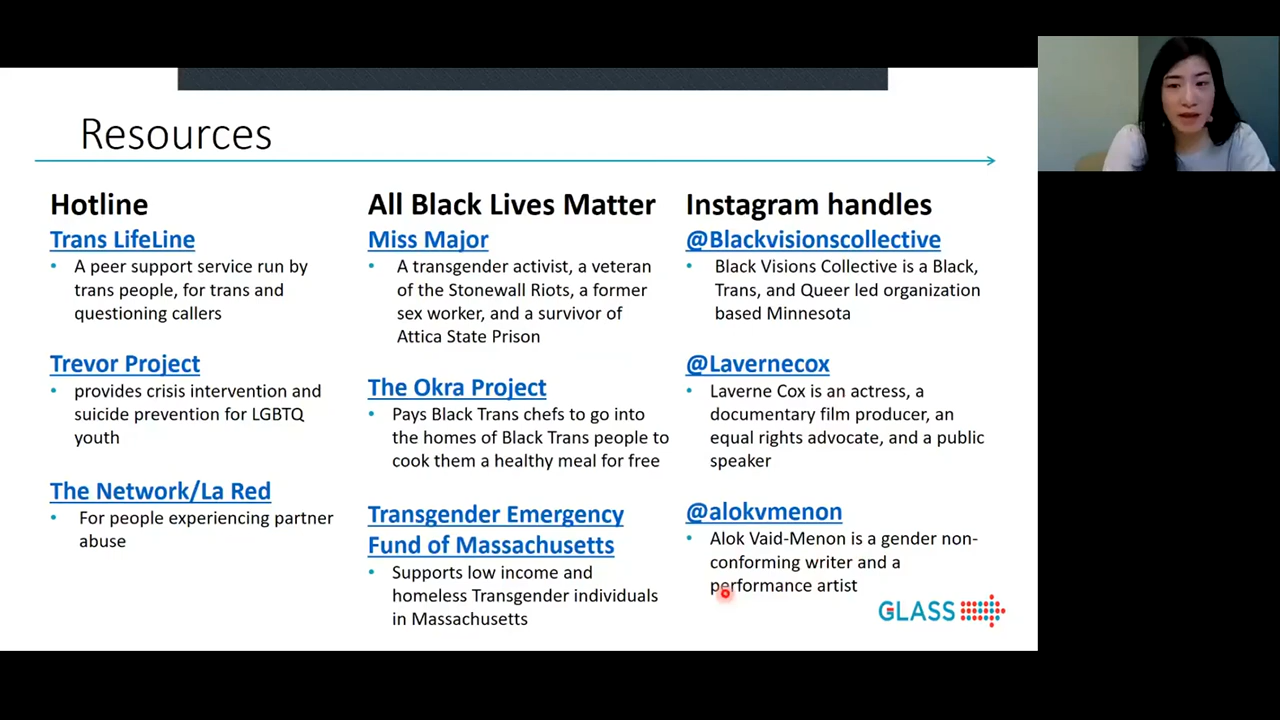 Resources
Hotline
Trans LifeLine
• A peer support service run by
trans people, for trans and
questioning callers
Trevor Project
• provides crisis intervention and
suicide prevention for LGBTQ
youth
The Network/La Red
• For people experiencing partner
abuse
All Black Lives Matter
Miss Major
• A transgender activist, a veteran
of the Stonewall Riots, a former
sex worker, and a survivor of
Attica State Prison
The Okra Project
• Pays Black Trans chefs to go into
the homes of Black Trans people to
cook them a healthy meal for free
Transgender Emergency
Fund of Massachusetts
• Supports low income and
homeless Transgender individuals
in Massachusetts
Instagram handles
@Blackvisionscollective
• Black Visions Collective is a Black,
Trans, and Queer led organization
based Minnesota
@Lavernecox
• Laverne Cox is an actress, a
documentary film producer, an
equal rights advocate, and a public
speaker
@alokvmenon
• Alok Vaid-Menon is a gender non-
conforming writer and a
performance artist
GLASS